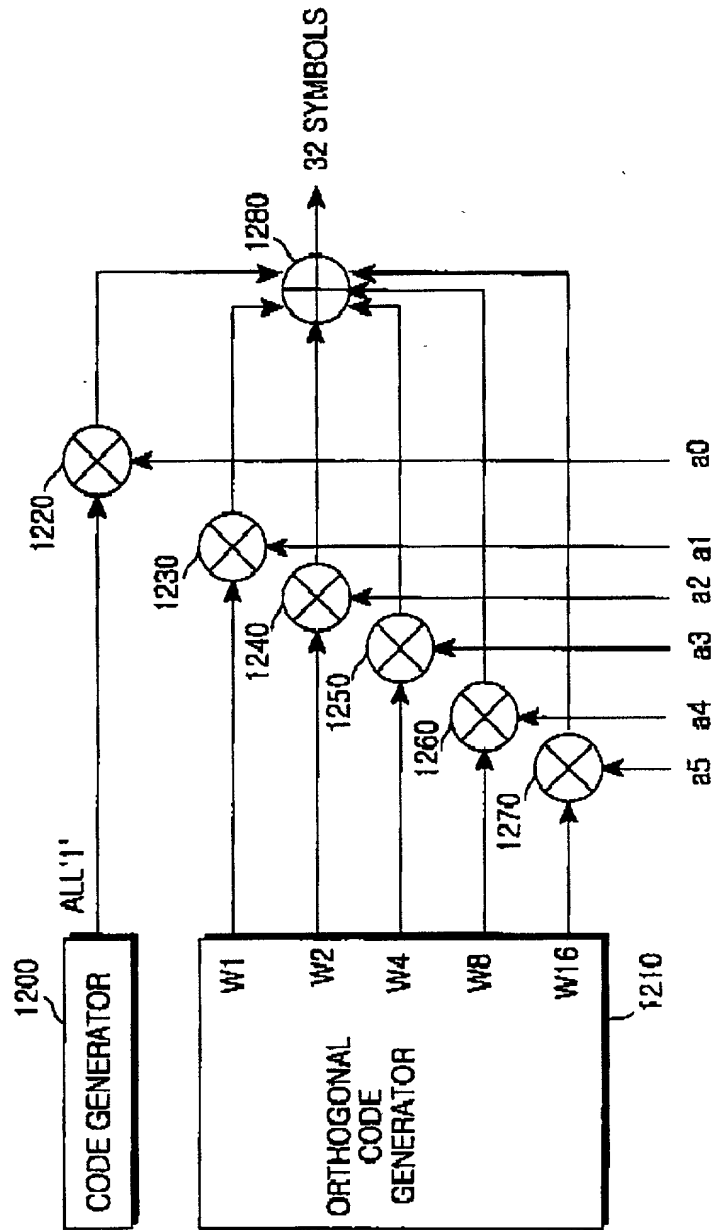 1200
CODE GENERATOR
ALL'1'
1220
1280
32 SYMBOLS
1230
1240
1250
1260
1270
ORTHOGONAL
CODE
GENERATOR
W1
W2
W4
W8
W16
1210
a5
a4
a3
a2
a1
a0